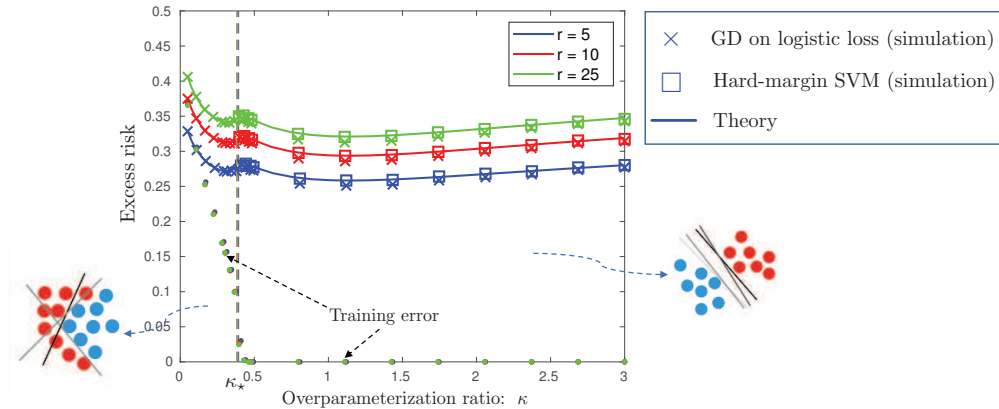 0.5
0.45
0.4
0.35
0.3
0.25
0.2
0.15
0.1
0.05
0
Excess risk
r = 5
r = 10
r = 25
GD on logistic loss (simulation)
Hard-margin SVM (simulation)
Theory
Training error
0
κ⋆
0.5
1
1.5
2
2.5
3
Overparameterization ratio: κ